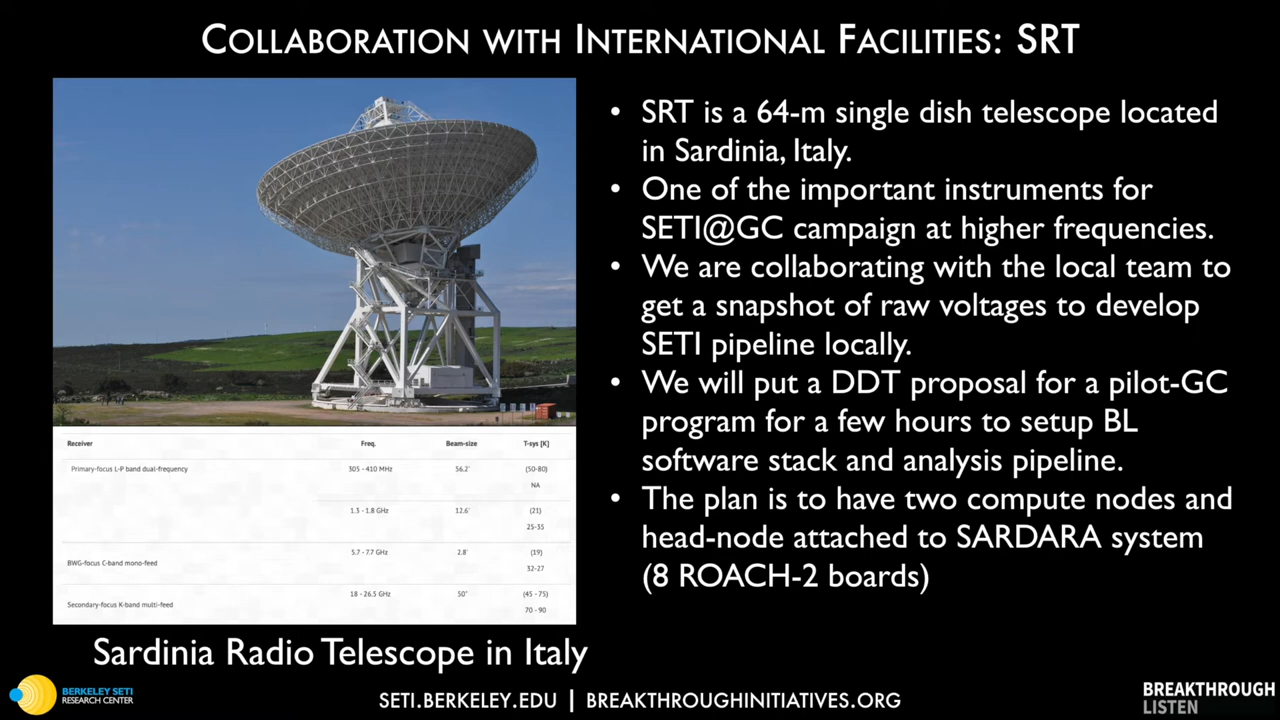 COLLABORATION WITH INTERNATIONAL FACILITIES: SRT
Receiver Freq. Beam-size T-sys [K]
Primary-focus L-P band dual-frequency 305 - 410 MHz 56.2' (50-80)
NA
1.3 - 1.8 GHz 12.6' (21)
25-35
5.7 - 7.7 GHz 2.8' (19)
BWG-focus C-band mono-feed
32-27
18 - 26.5 GHz 50" (45 - 75)
Secondary-focus K-band multi-feed
70 - 90
Sardinia Radio Telescope in Italy
• SRT is a 64-m single dish telescope located
in Sardinia, Italy.
• One of the important instruments for
SETI@GC campaign at higher frequencies.
• We are collaborating with the local team to
get a snapshot of raw voltages to develop
SETI pipeline locally.
• We will put a DDT proposal for a pilot-GC
program for a few hours to setup BL
software stack and analysis pipeline.
• The plan is to have two compute nodes and
head-node attached to SARDARA system
(8 ROACH-2 boards)
BERKELEY SETI
RESEARCH CENTER
SETI.BERKELEY.EDU | BREAKTHROUGHINITIATIVES.ORG
BREAKTHROUGH
LISTEN